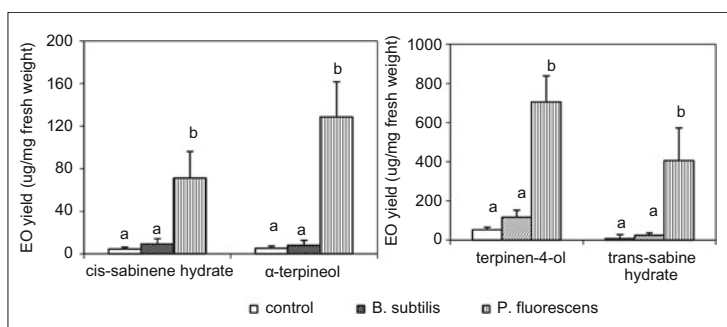 EO yield (ug/mg fresh weight)
200
160
120
80
40
0
a
a
b
a
a
b
cis-sabinene hydrate
α-terpineol
EO yield (ug/mg fresh weight)
1000
800
600
400
200
0
a
a
b
a
a
b
terpinen-4-ol
trans-sabine
hydrate
control
B. subtilis
P. fluorescens